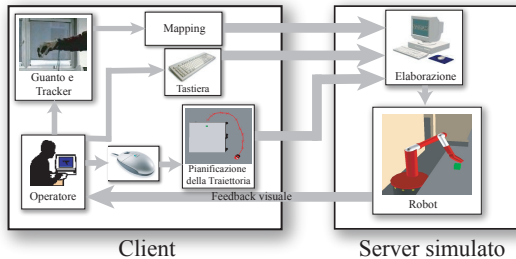 Mapping
Guanto e
Tracker
Tastiera
Elaborazione
Pianificazione
della Traiettoria
Operatore
Feedback visuale
Robot
Client
Server simulato